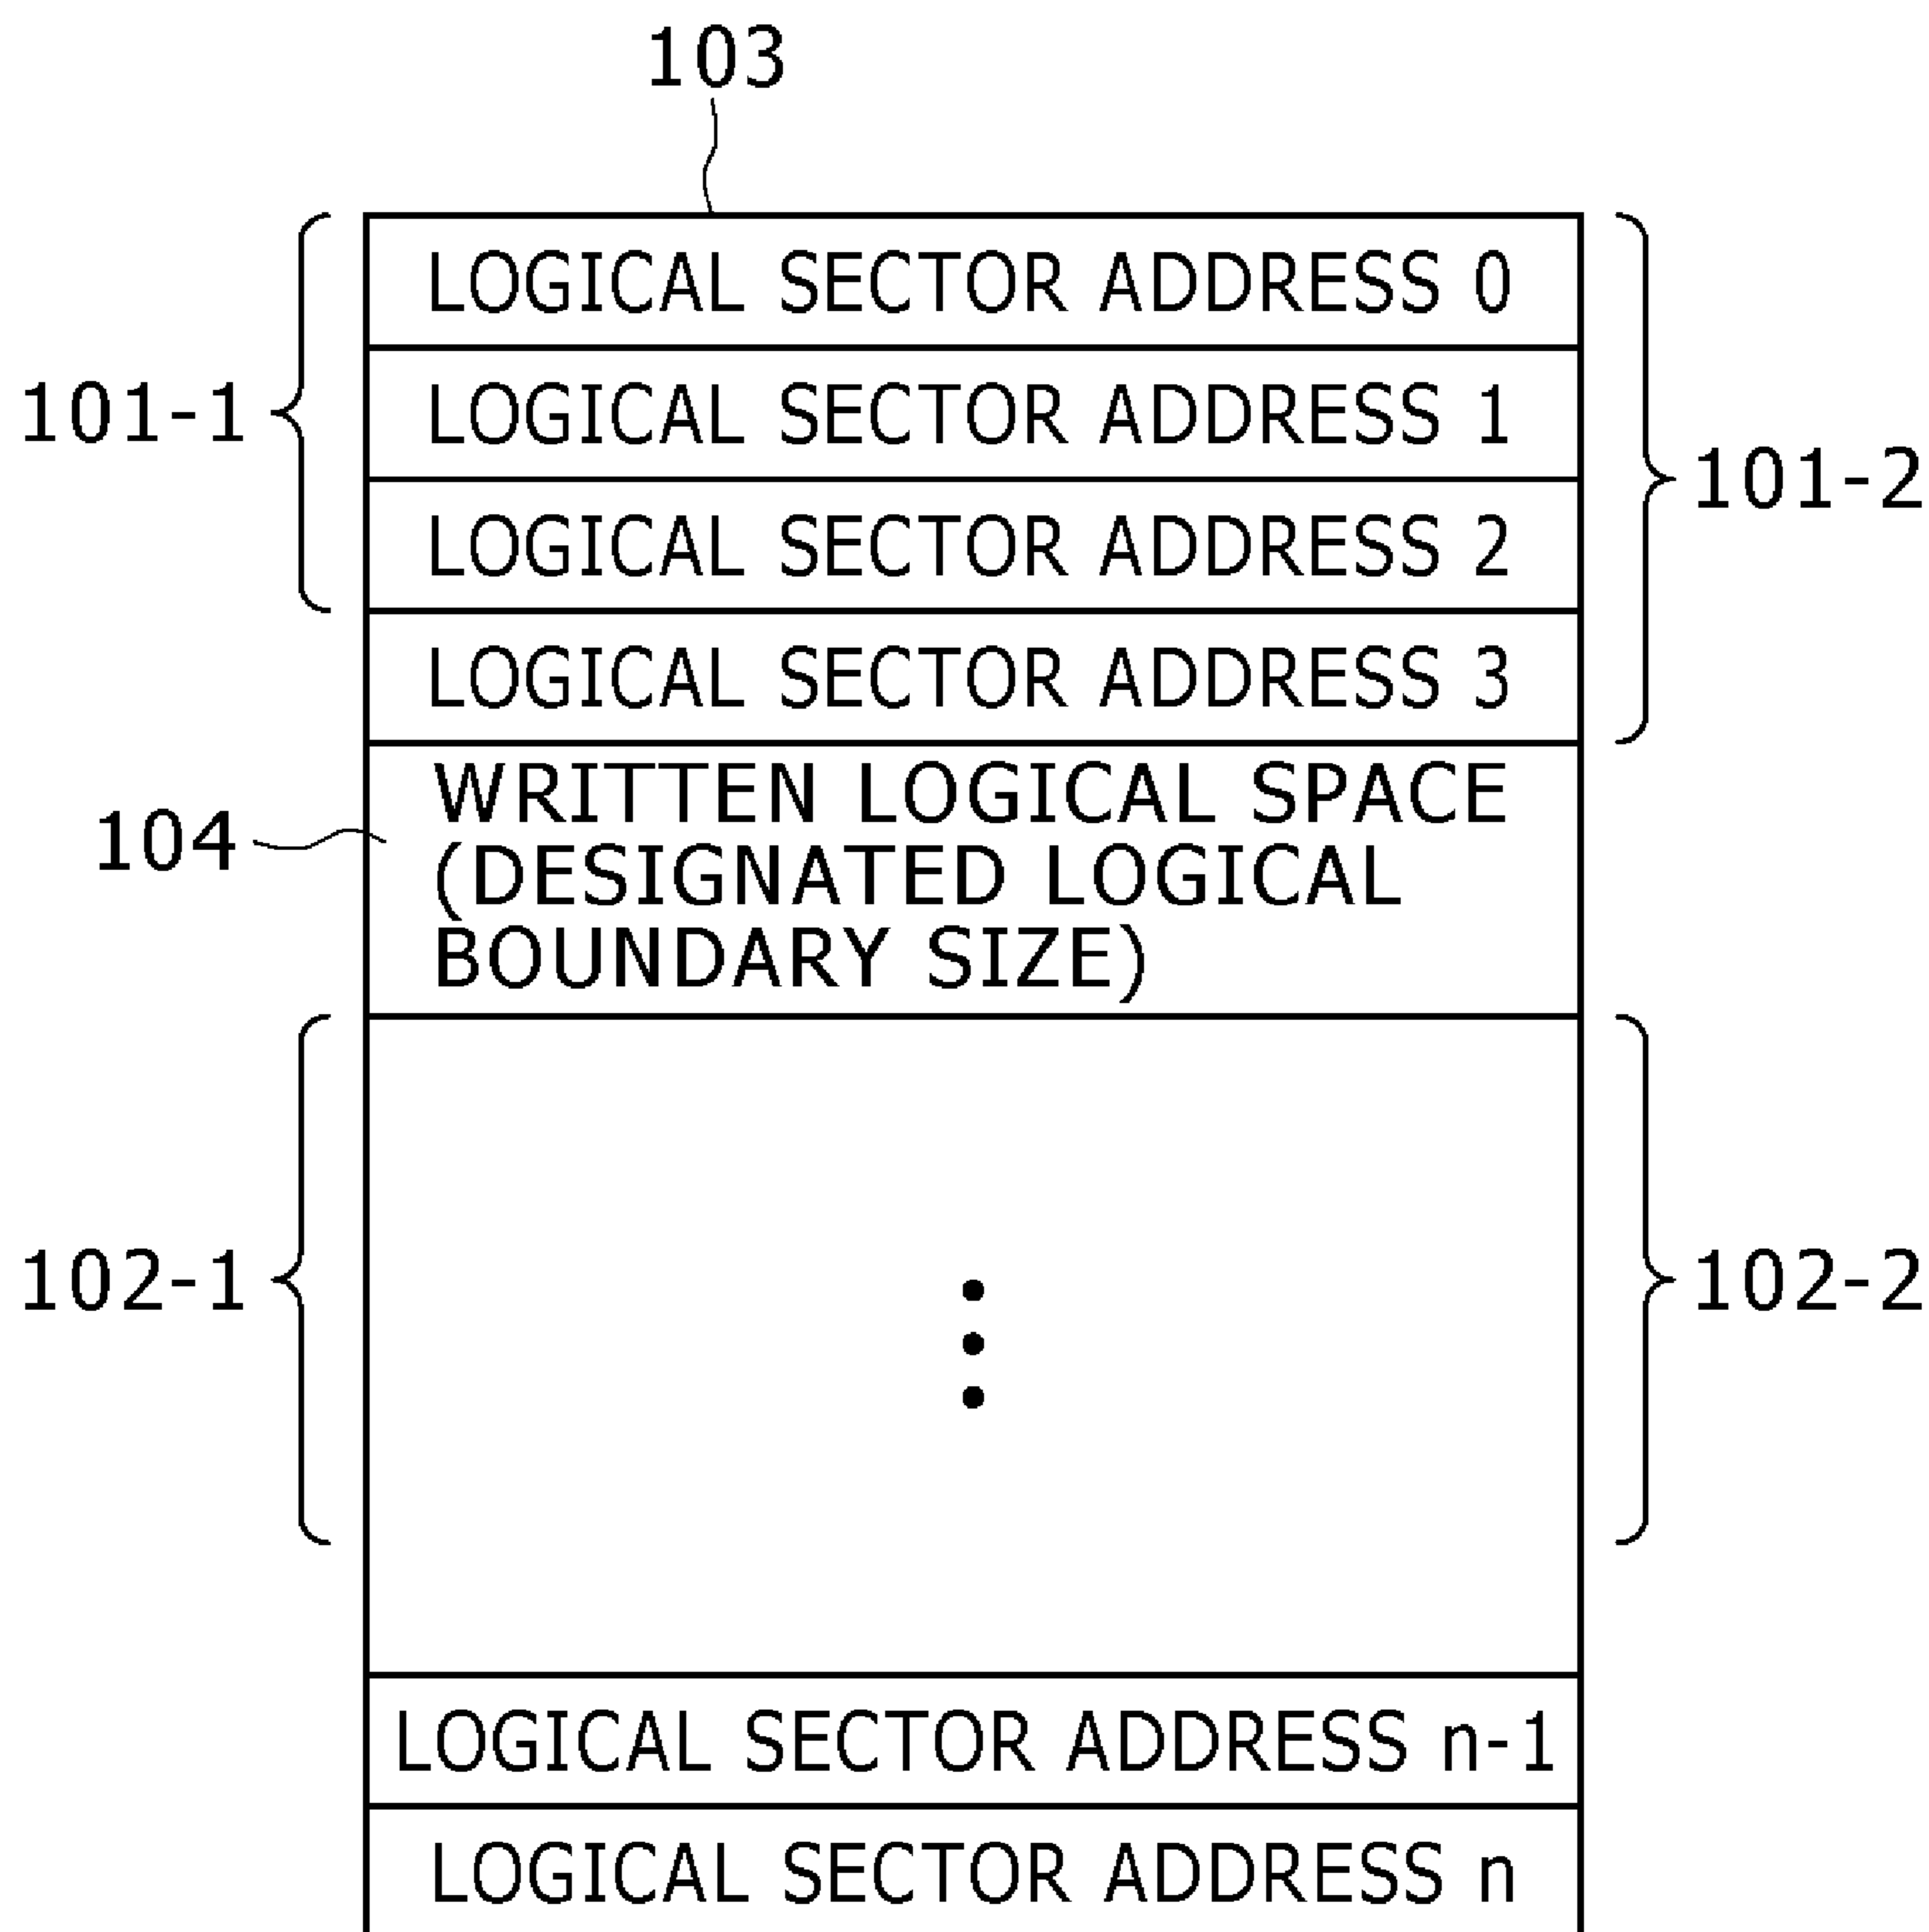 103
LOGICAL SECTOR ADDRESS 0
101-1
LOGICAL SECTOR ADDRESS 1
101-2
LOGICAL SECTOR ADDRESS 2
LOGICAL SECTOR ADDRESS 3
104
WRITTEN LOGICAL SPACE
(DESIGNATED LOGICAL
BOUNDARY SIZE)
102-1
102-2
LOGICAL SECTOR ADDRESS n-1
LOGICAL SECTOR ADDRESS n